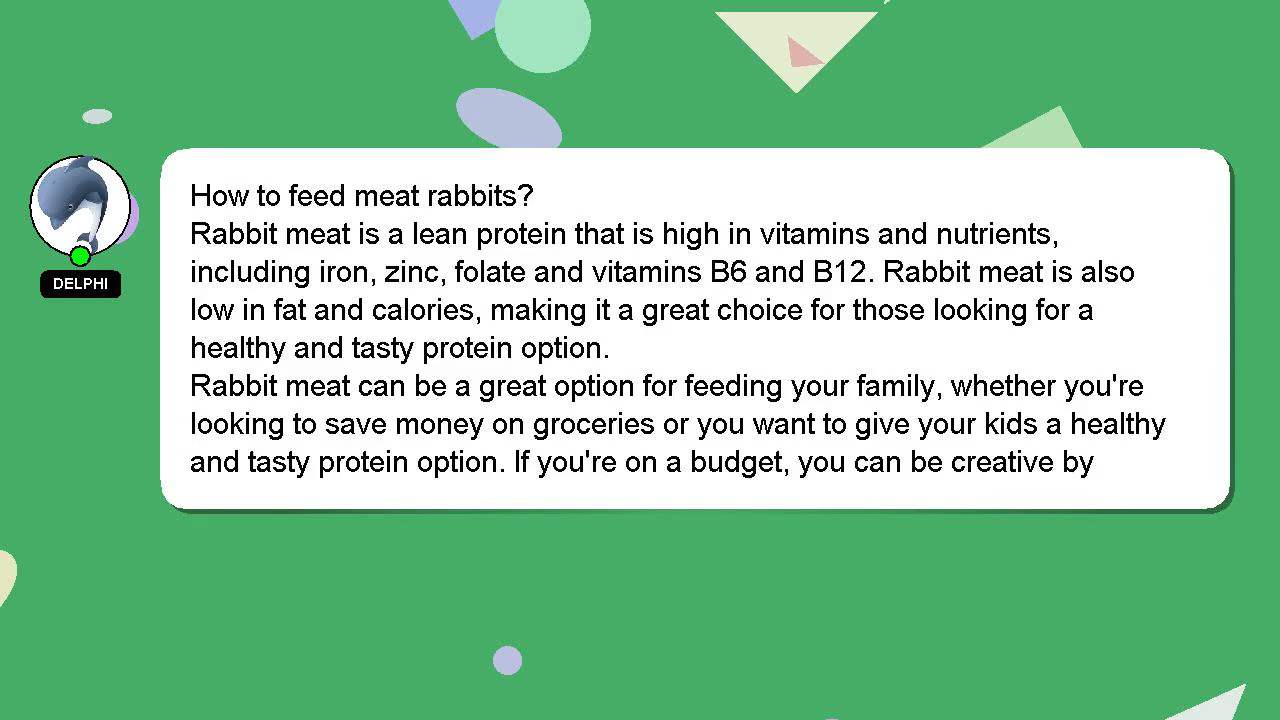 How to feed meat rabbits?
Rabbit meat is a lean protein that is high in vitamins and nutrients,
including iron, zinc, folate and vitamins B6 and B12. Rabbit meat is also
low in fat and calories, making it a great choice for those looking for a
healthy and tasty protein option.
Rabbit meat can be a great option for feeding your family, whether you're
looking to save money on groceries or you want to give your kids a healthy
and tasty protein option. If you're on a budget, you can be creative by
DELPHI